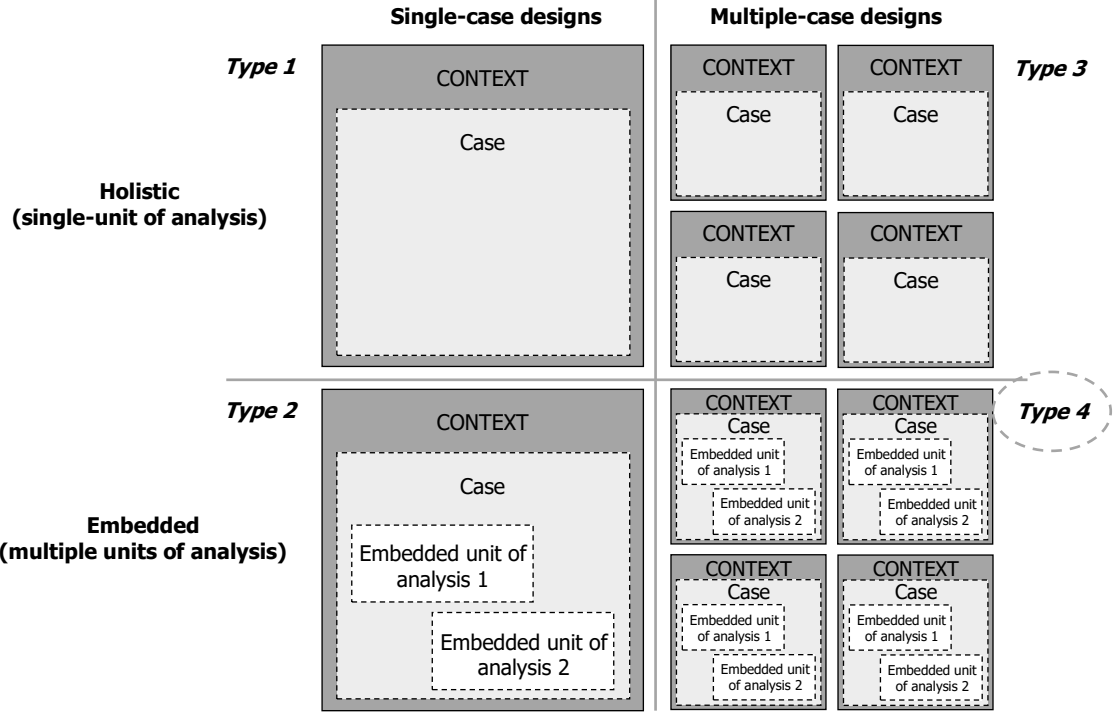 Single-case designs
Multiple-case designs
Type 1
CONTEXT
Case
CONTEXT
Case
CONTEXT
Case
Type 3
Holistic
(single-unit of analysis)
CONTEXT
Case
CONTEXT
Case
Type 2
CONTEXT
Case
Embedded unit of
analysis 1
Embedded unit of
analysis 2
Embedded
(multiple units of analysis)
CONTEXT
Case
Embedded unit
of analysis 1
Embedded unit
of analysis 2
CONTEXT
Case
Embedded unit
of analysis 1
Embedded unit
of analysis 2
Type 4
CONTEXT
Case
Embedded unit
of analysis 1
Embedded unit
of analysis 2
CONTEXT
Case
Embedded unit
of analysis 1
Embedded unit
of analysis 2